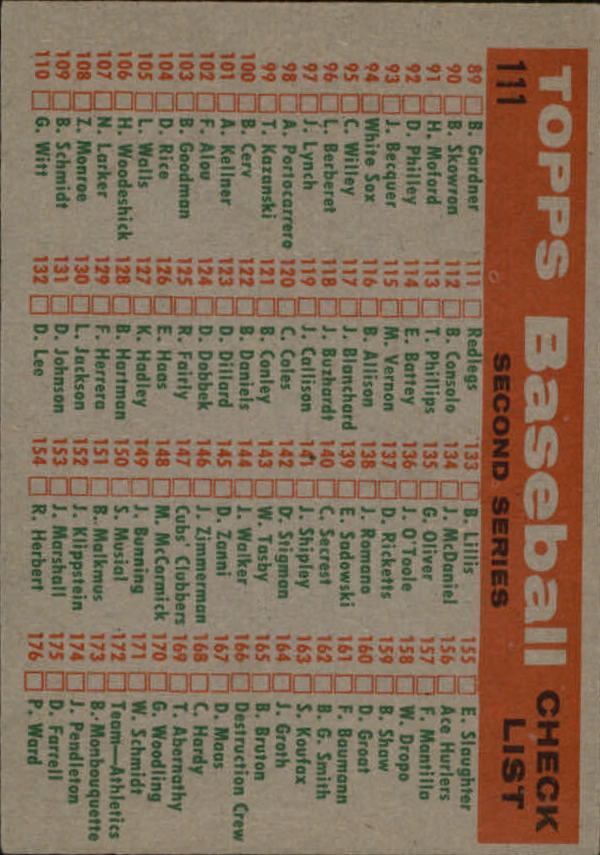 111
TOPPS Baseball CHECK LIST
SECOND SERIES
89 B. Gardner
90 B. Skowron
91 H. Moford
92 D. Philley
93 J. Becquer
94 White Sox
95 C. Willey
96 L. Berberet
97 J. Lynch
98 A. Portocarrero
99 T. Kazanski
100 B. Cerv
101 A. Kellner
102 F. Alou
103 B. Goodman
104 D. Rice
105 L. Walls
106 H. Woodeshick
107 N. Larker
108 Z. Monroe
109 B. Schmidt
110 G. Witt
111 Redlegs
112 B. Consolo
113 T. Phillips
114 E. Battey
115 M. Vernon
116 B. Allison
117 J. Blanchard
118 J. Buzhardt
119 J. Callison
120 C. Coles
121 B. Conley
122 B. Daniels
123 D. Dillard
124 D. Dobbek
125 R. Fairly
126 E. Haas
127 K. Hadley
128 B. Hartman
129 F. Herrera
130 L. Jackson
131 D. Johnson
132 D. Lee
133 B. Lillis
134 J. McDaniel
135 G. Oliver
136 J. O'Toole
137 D. Ricketts
138 J. Romano
139 E. Sadowski
140 C. Secrest
141 J. Shipley
142 D. Stigman
143 W. Tasby
144 J. Walker
145 D. Zanni
146 J. Zimmerman
147 Cubs' Clubbers
148 M. McCormick
149 J. Bunning
150 S. Musial
151 B. Malkmus
152 J. Klippstein
153 J. Marshall
154 R. Herbert
155 E. Slaughter
156 Ace Hurlers
157 F. Mantilla
158 W. Dropo
159 B. Shaw
160 D. Groat
161 F. Baumann
162 B. G. Smith
163 S. Koufax
164 J. Groth
165 B. Bruton
166 Destruction Crew
167 D. Maas
168 C. Hardy
169 T. Abernathy
170 G. Woodling
171 W. Schmidt
172 Team—Athletics
173 B. Monbouquette
174 J. Pendleton
175 D. Farrell
176 P. Ward